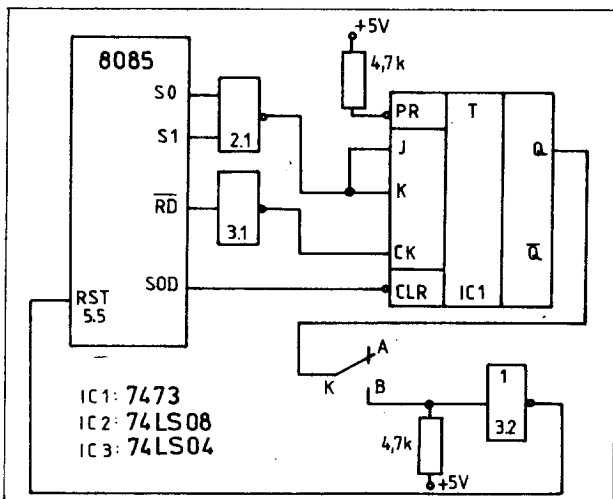 +5V
8085
4,7k
S0
S1
2.1
PR T
J
Q
K
RD
3.1
CK
Q
SOD
CLR IC1
RST
5.5
A
K
B
1
3.2
IC1: 7473
IC2: 74LS08
IC3: 74LS04
4,7k
+5V